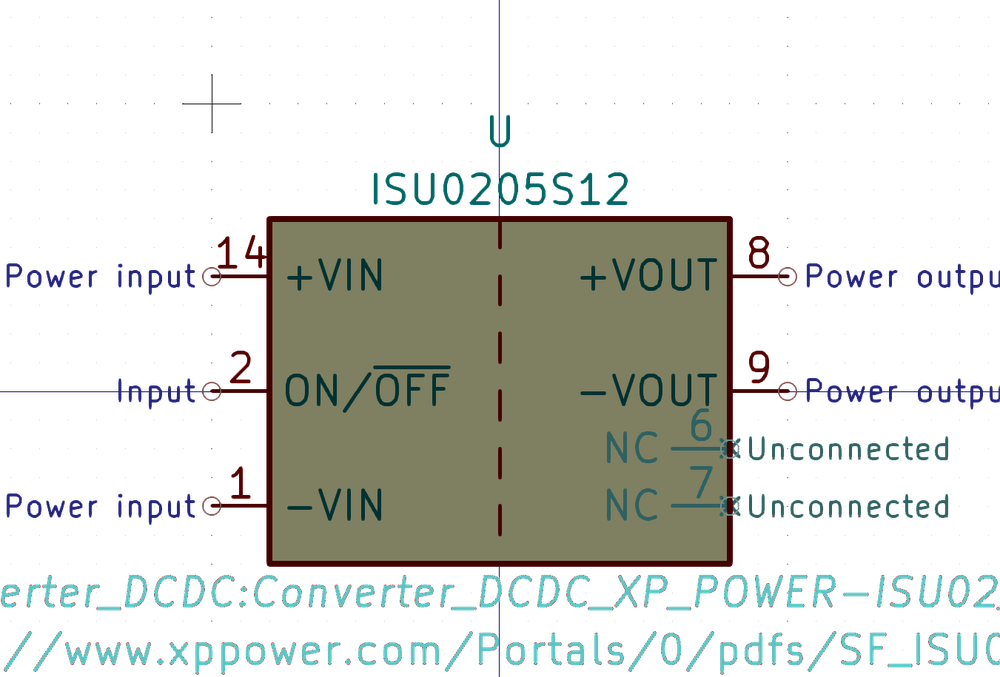 U
ISU0205S12
14 8
Power input +VIN +VOUT Power outpu
2 9
Input ON/OFF -VOUT Power outpu
6
NC Unconnected
1 7
Power input -VIN NC Unconnected
erter_DCDC:Converter_DCDC_XP_POWER-ISU02
//www.xppower.com/Portals/0/pdfs/SF_ISU0